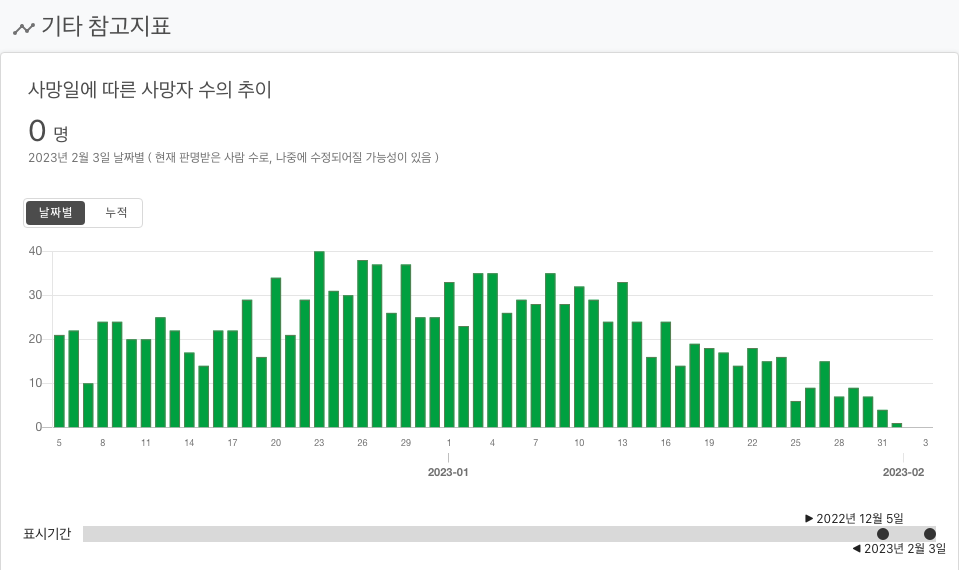 기타 참고지표
사망일에 따른 사망자 수의 추이
0 명
2023년 2월 3일 날짜별 ( 현재 판명받은 사람 수로, 나중에 수정되어질 가능성이 있음 )
날짜별 누적
40
30
20
10
0
5 8 11 14 17 20 23 26 29 1 4 7 10 13 16 19 22 25 28 31 3
2023-01 2023-02
▶ 2022년 12월 5일
표시기간
◀ 2023년 2월 3일